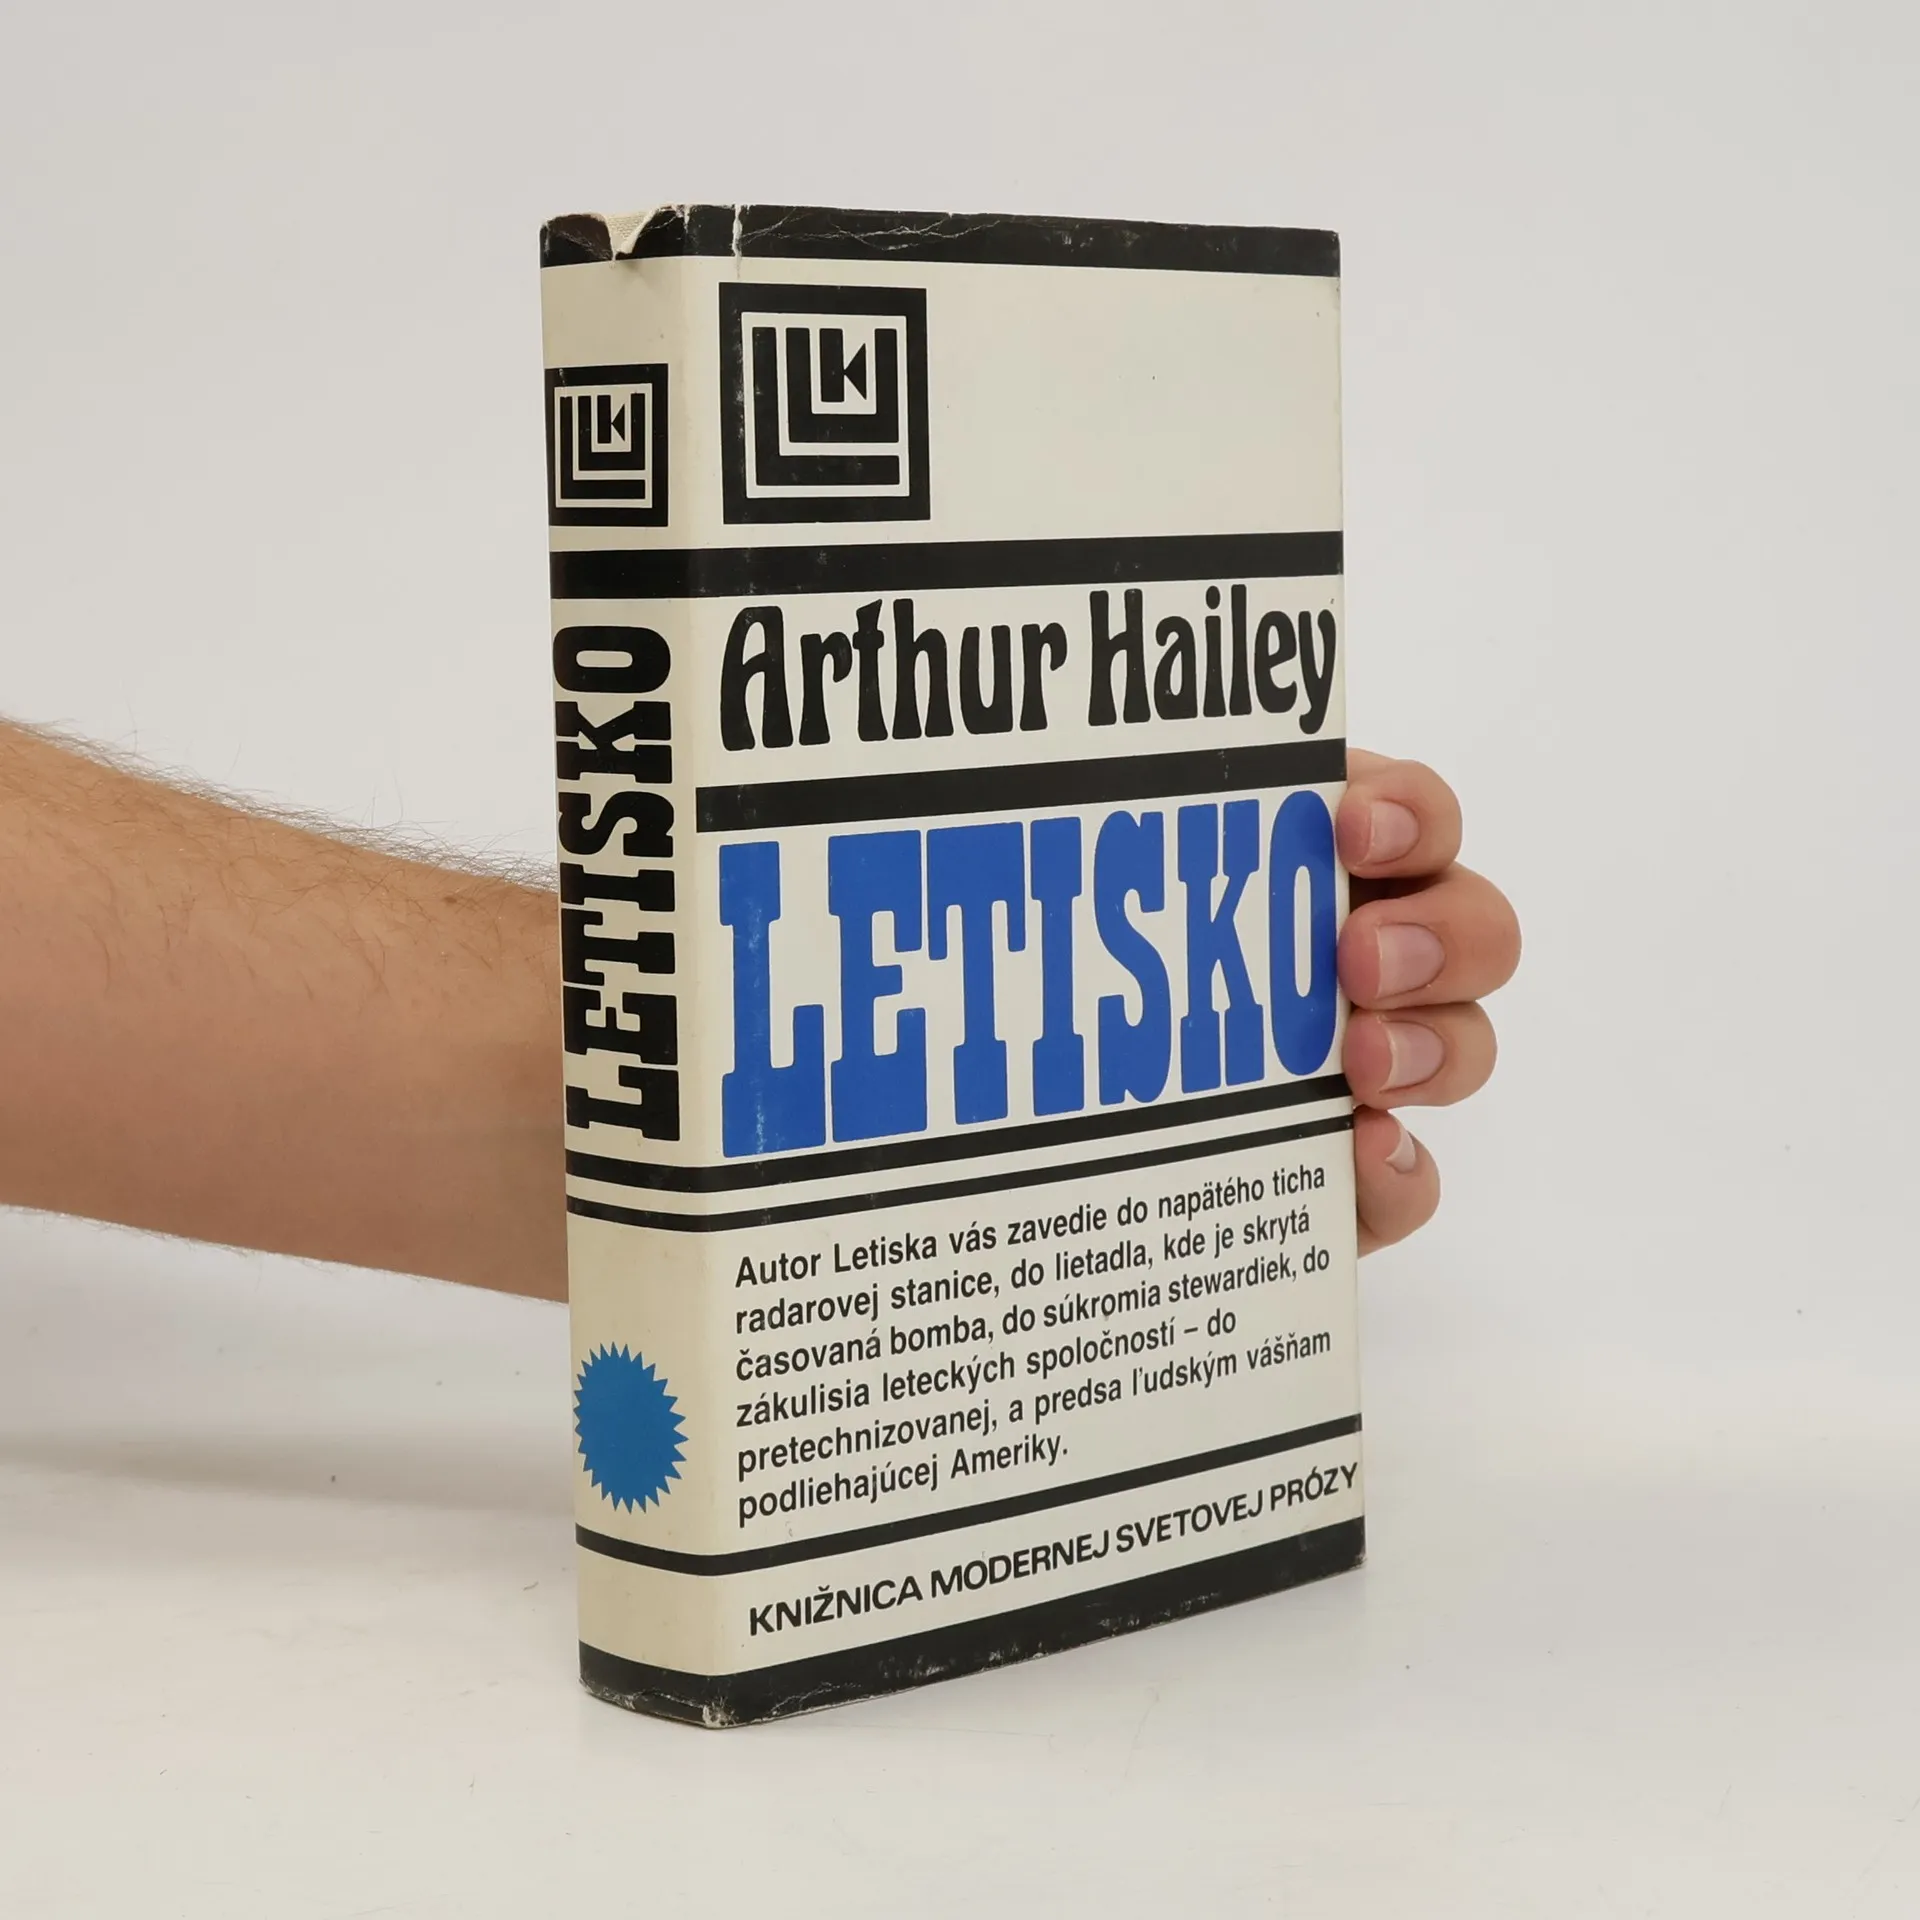 LETISKO
Arthur Hailey
LETISKO
Autor Letiska vás zavedie do napätého ticha
radarovej stanice, do lietadla, kde je skrytá
časovaná bomba, do súkromia stewardiek, do
zákulisia leteckých spoločností – do
pretechnizovanej, a predsa ľudským vášňam
podliehajúcej Ameriky.
KNIŽNICA MODERNEJ SVETOVEJ PRÓZY